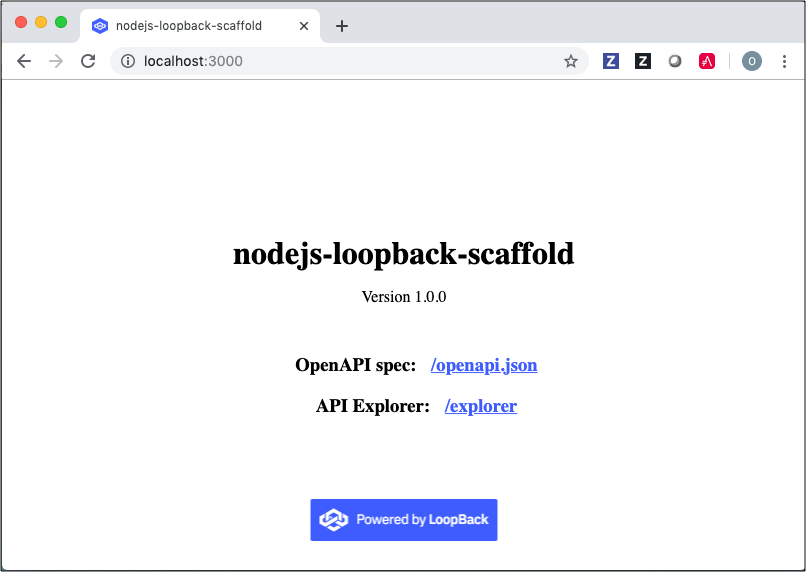 nodejs-loopback-scaffold
localhost:3000
Z
Z
O
nodejs-loopback-scaffold
Version 1.0.0
OpenAPI spec: /openapi.json
API Explorer: /explorer
Powered by LoopBack